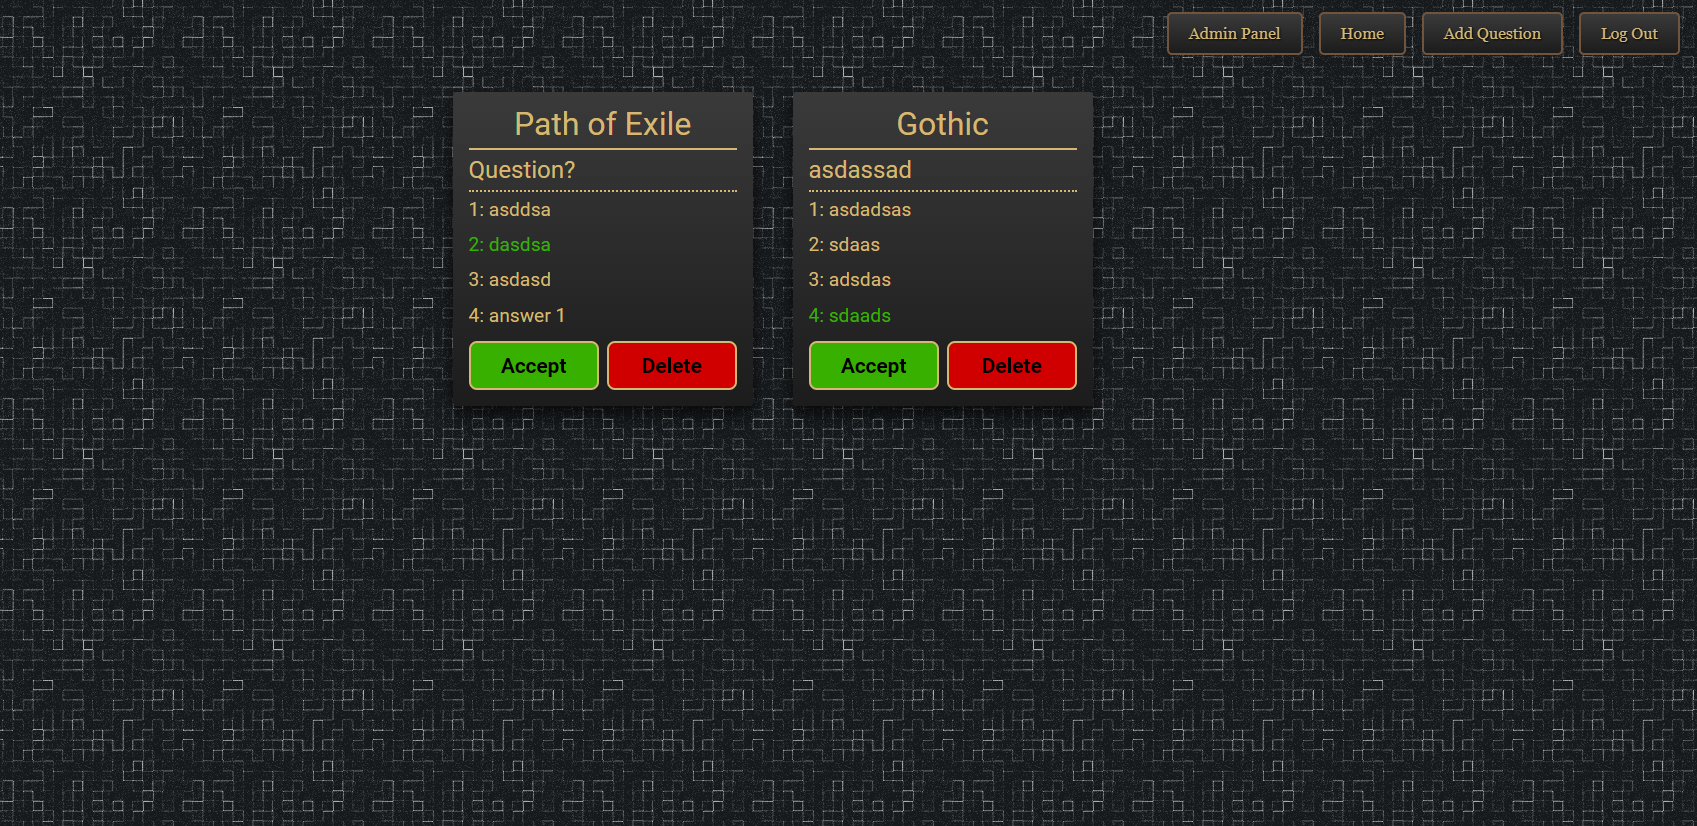 Admin Panel Home Add Question Log Out
Path of Exile
Question?
1: asddsa
2: dasdsa
3: asdasd
4: answer 1
Accept Delete
Gothic
asdassad
1: asdadsas
2: sdaas
3: adsdas
4: sdaads
Accept Delete